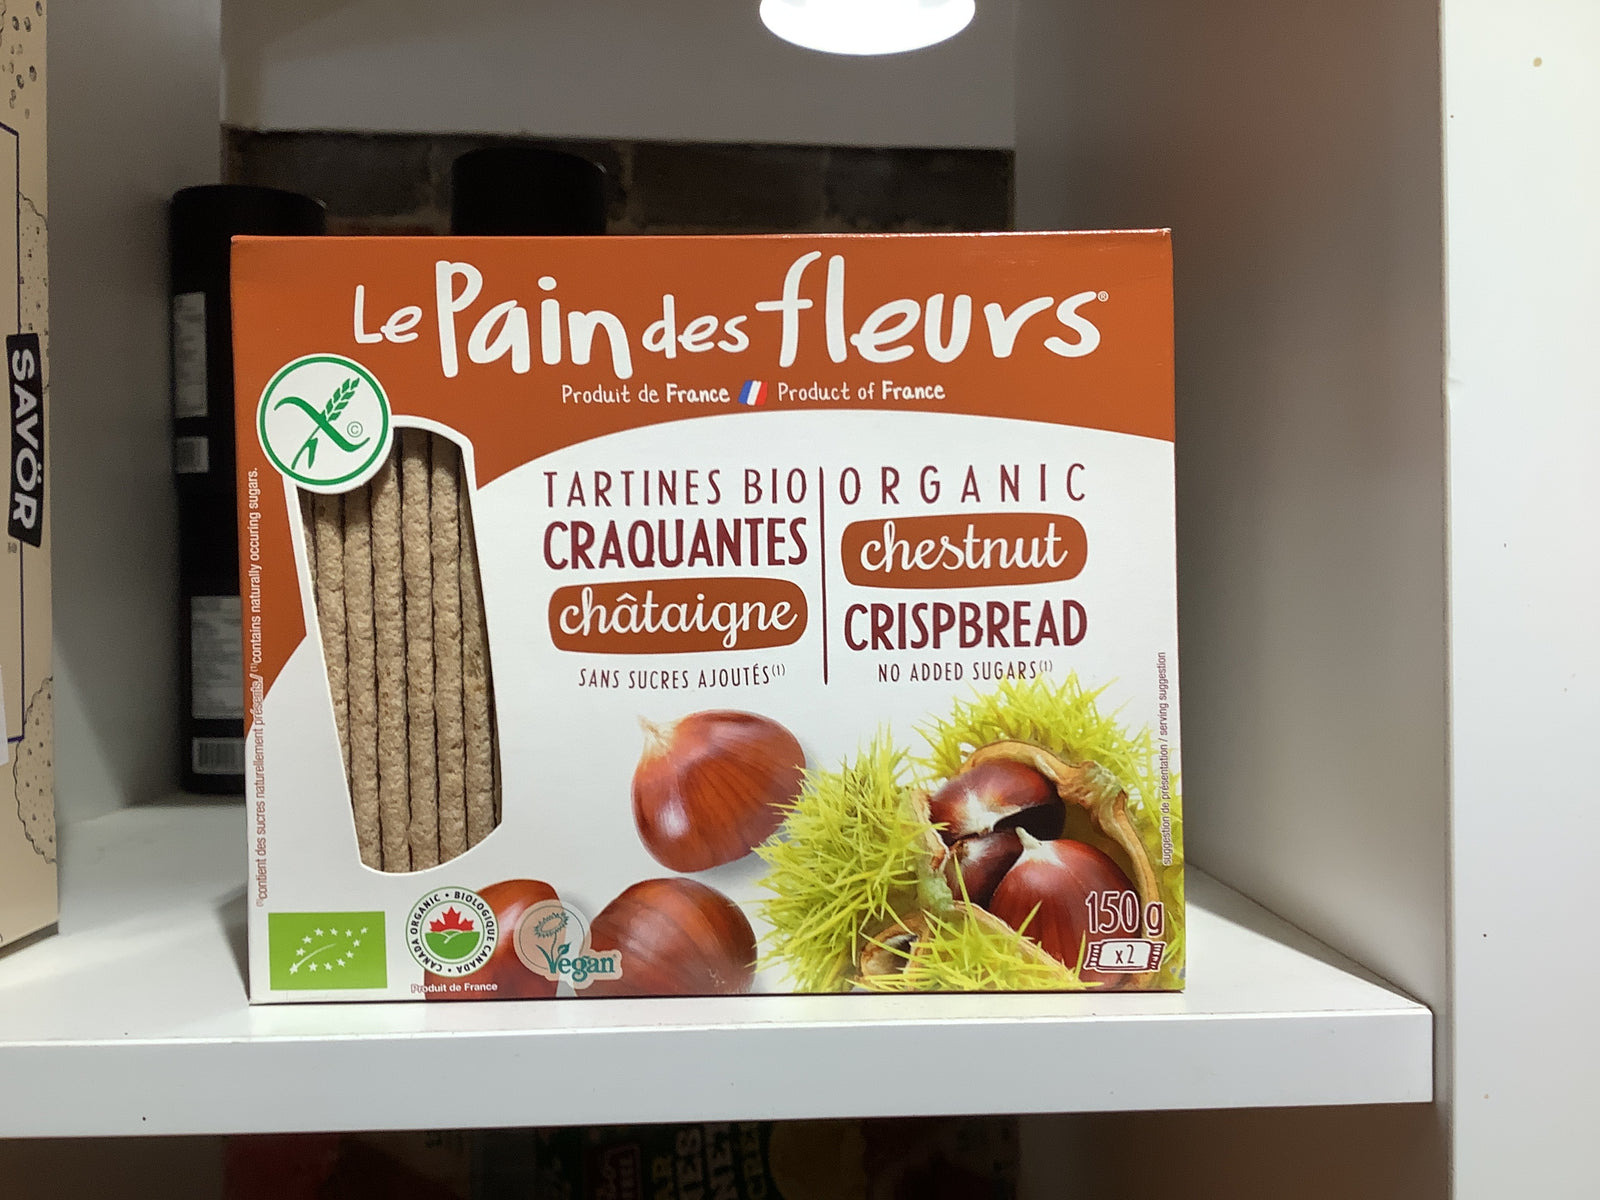 Le Pain des fleurs®
Produit de France Product of France
TARTINES BIO
CRAQUANTES
châtaigne
SANS SUCRES AJOUTÉS(1)
ORGANIC
chestnut
CRISPBREAD
NO ADDED SUGARS(1)
(1)contient des sucres naturellement présents./ (1)contains naturally occuring sugars.
suggestion de présentation / serving suggestion
150 g
x2
CANADA ORGANIC • BIOLOGIQUE CANADA •
Produit de France
Vegan
©
SAVÖR